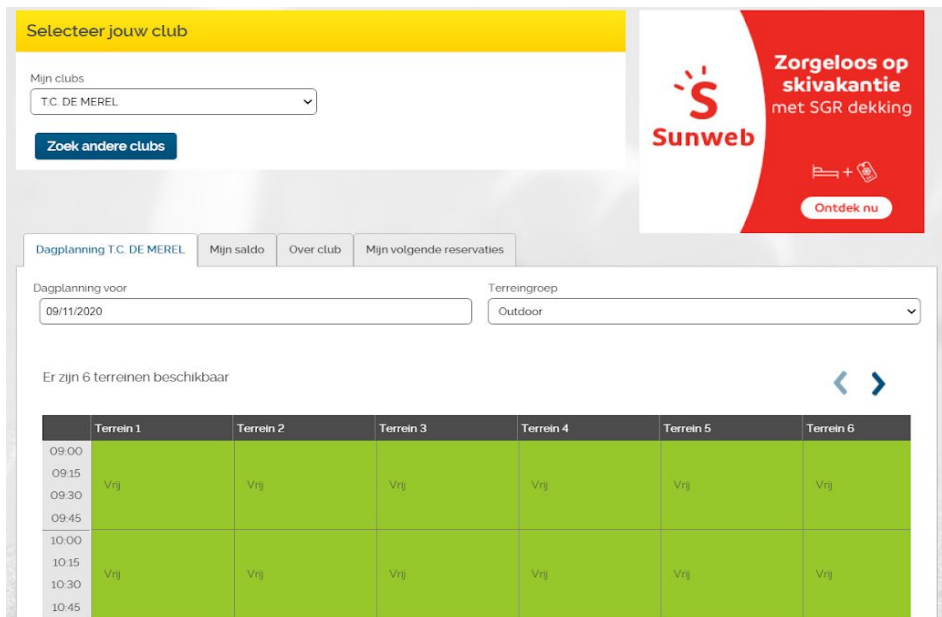 Selecteer jouw club
Mijn clubs
T.C. DE MEREL
Zoek andere clubs
Sunweb
Zorgeloos op
skivakantie
met SGR dekking
Ontdek nu
Dagplanning T.C. DE MEREL
Mijn saldo
Over club
Mijn volgende reservaties
Dagplanning voor
09/11/2020
Terreingroep
Outdoor
Er zijn 6 terreinen beschikbaar
Terrein 1 Terrein 2 Terrein 3 Terrein 4 Terrein 5 Terrein 6
09:00
09:15
Vrij Vrij Vrij Vrij Vrij Vrij
09:30
09:45
10:00
10:15
Vrij Vrij Vrij Vrij Vrij Vrij
10:30
10:45